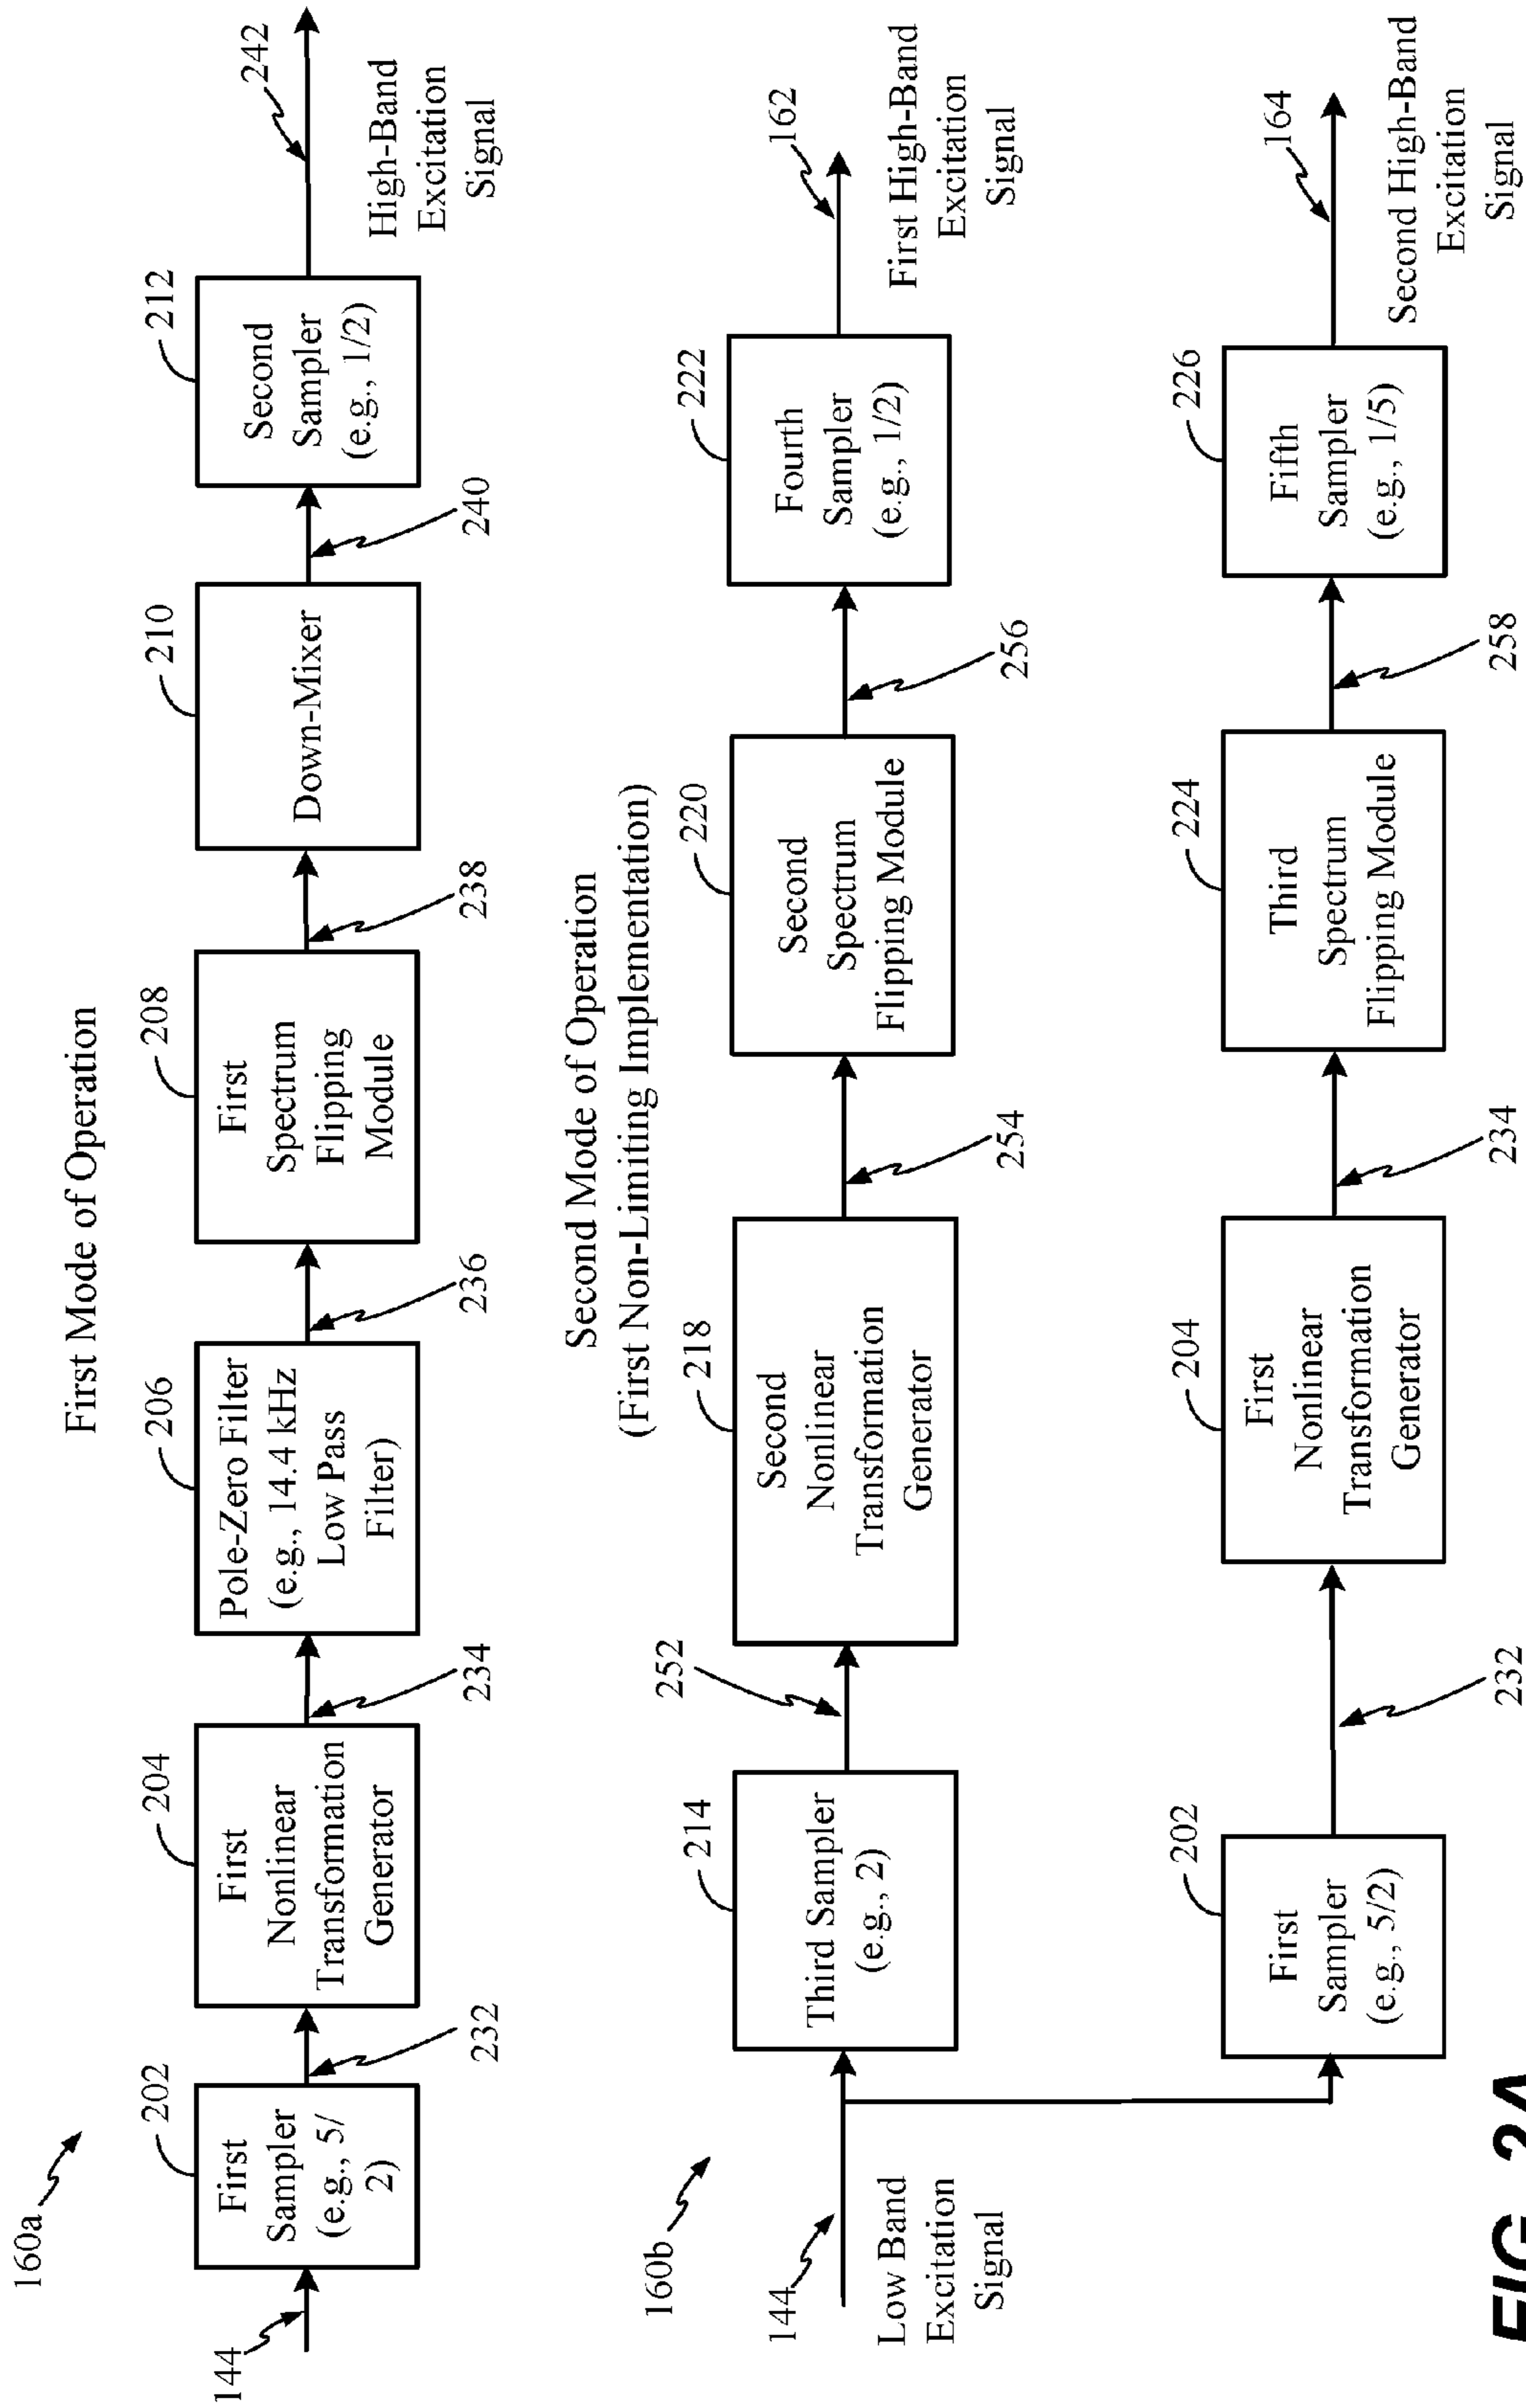 160a
First Mode of Operation
144
202
First
Sampler
(e.g., 5/
2)
232
204
First
Nonlinear
Transformation
Generator
234
206
Pole-Zero Filter
(e.g., 14.4 kHz
Low Pass
Filter)
236
208
First
Spectrum
Flipping
Module
238
210
Down-Mixer
240
212
Second
Sampler
(e.g., 1/2)
242
High-Band
Excitation
Signal
Second Mode of Operation
(First Non-Limiting Implementation)
160b
144
Low Band
Excitation
Signal
214
Third Sampler
(e.g., 2)
252
218
Second
Nonlinear
Transformation
Generator
254
220
Second
Spectrum
Flipping Module
256
222
Fourth
Sampler
(e.g., 1/2)
162
First High-Band
Excitation
Signal
202
First
Sampler
(e.g., 5/2)
232
204
First
Nonlinear
Transformation
Generator
234
224
Third
Spectrum
Flipping Module
258
226
Fifth
Sampler
(e.g., 1/5)
164
Second High-Band
Excitation
Signal
FIG. 2A